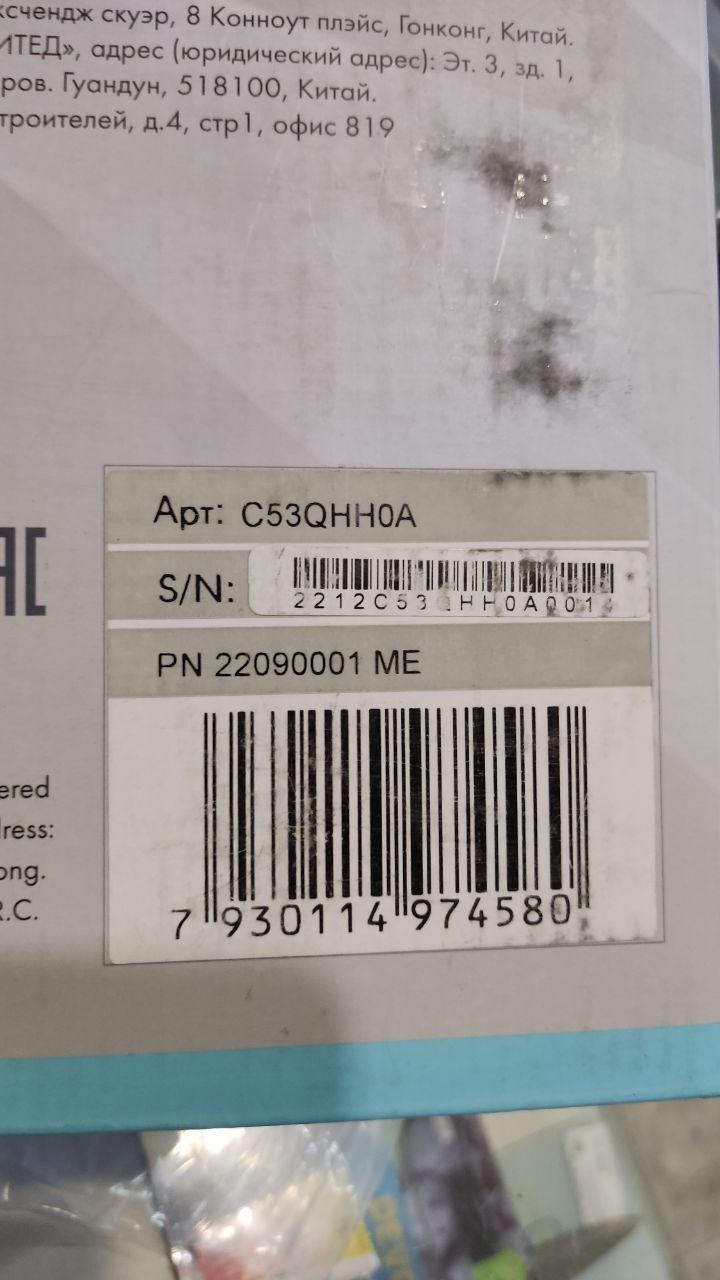 ксчендж скуэр, 8 Конноут плэйс, Гонконг, Китай.
ИТЕД», адрес (юридический адрес): Эт. 3, зд. 1,
ров. Гуандун, 518100, Китай.
троителей, д.4, стр1, офис 819
Арт: C53QHH0A
S/N:
PN 22090001 ME
ered
ress:
ong.
R.C.
7 930114 974580